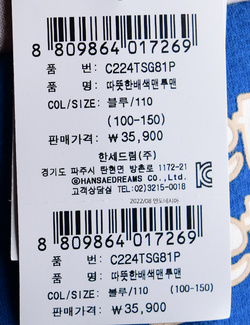 8 809864 017269
품 번: C224TSG81P
품 명: 따뜻한배색맨투맨
COL/SIZE: 블루/110
(100-150)
판매가격: ₩ 35,900
한세드림(주)
경기도 파주시 탄현면 방촌로 1172-21
ⓒHANSAEDREAMS CO.,Ltd.
고객상담실 TEL:02)3215-0018
2022/08 인도네시아
8 809864 017269
품 번: C224TSG81P
품 명: 따뜻한배색맨투맨
COL/SIZE: 블루/110 (100-150)
판매가격: ₩ 35,900